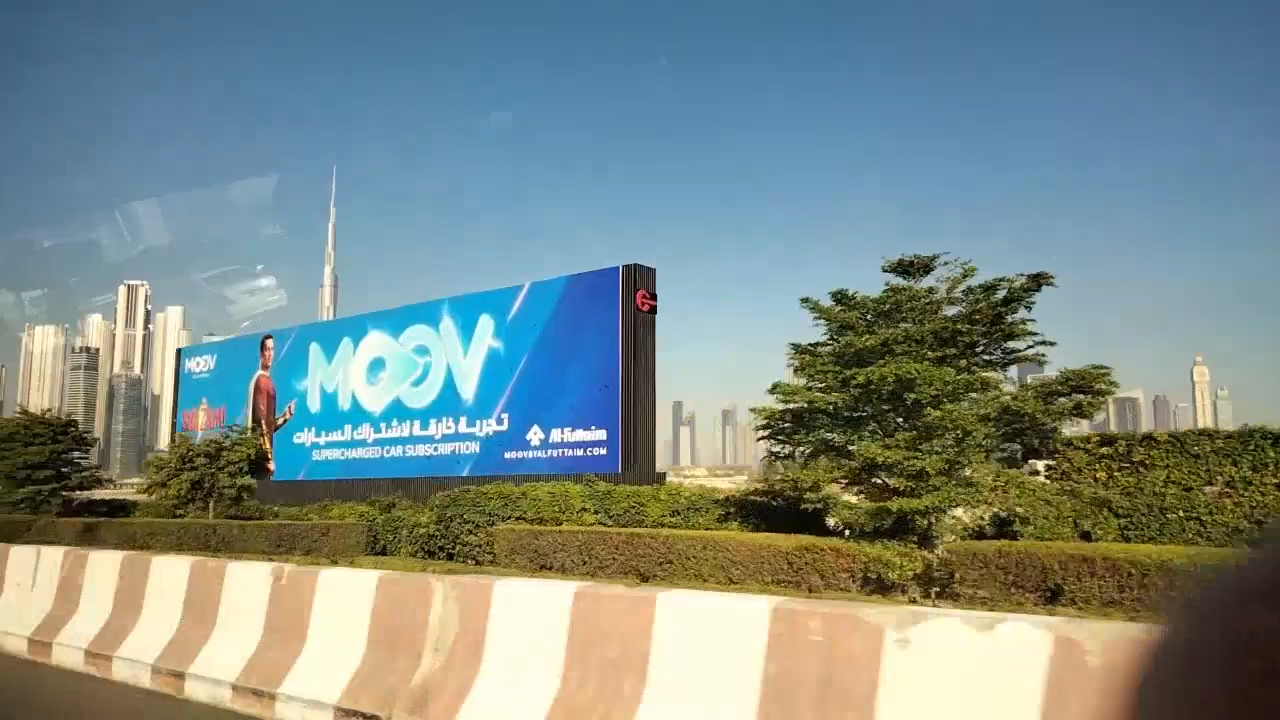 MOOV
SHAZAM!
MOOV
تجربة خارقة لاشتراك السيارات
SUPERCHARGED CAR SUBSCRIPTION
Al-Futtaim
MOOVBYALFUTTAIM.COM